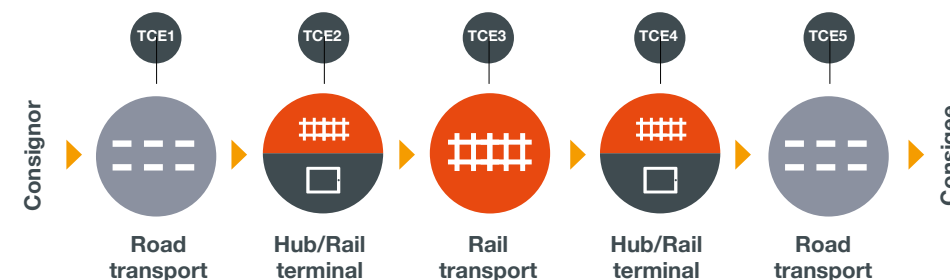 TCE1
TCE2
TCE3
TCE4
TCE5
Consignor
Road
transport
Hub/Rail
terminal
Rail
transport
Hub/Rail
terminal
Road
transport